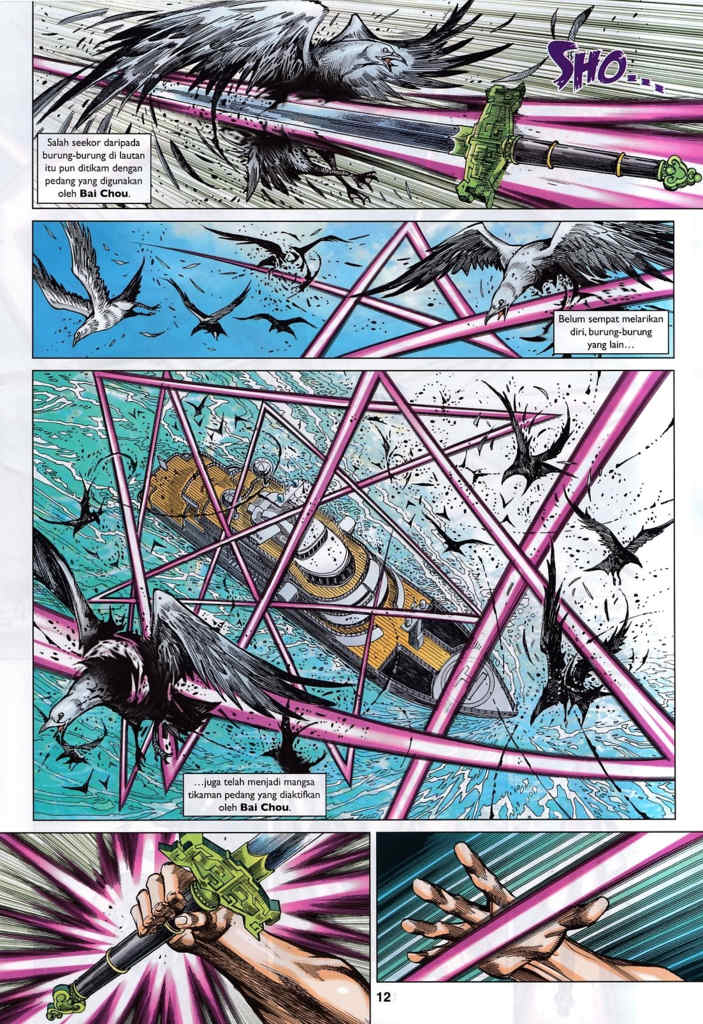 SHO...
Salah seekor daripada
burung-burung di lautan
itu pun ditikam dengan
pedang yang digunakan
oleh Bai Chou.
Belum sempat melarikan
diri, burung-burung
yang lain...
...juga telah menjadi mangsa
tikaman pedang yang diaktifkan
oleh Bai Chou.
12